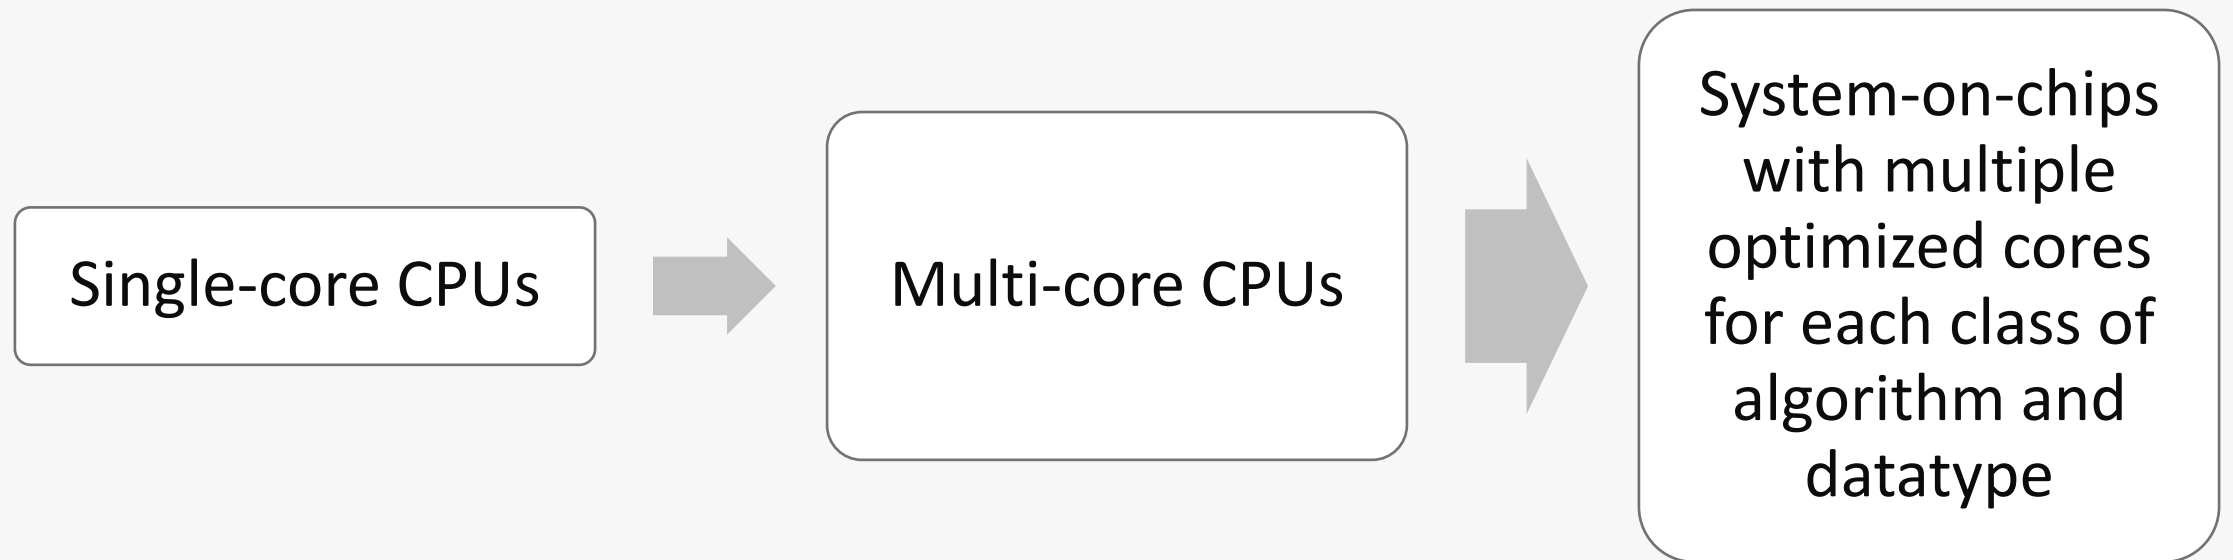 Single-core CPUs
Multi-core CPUs
System-on-chips
with multiple
optimized cores
for each class of
algorithm and
datatype